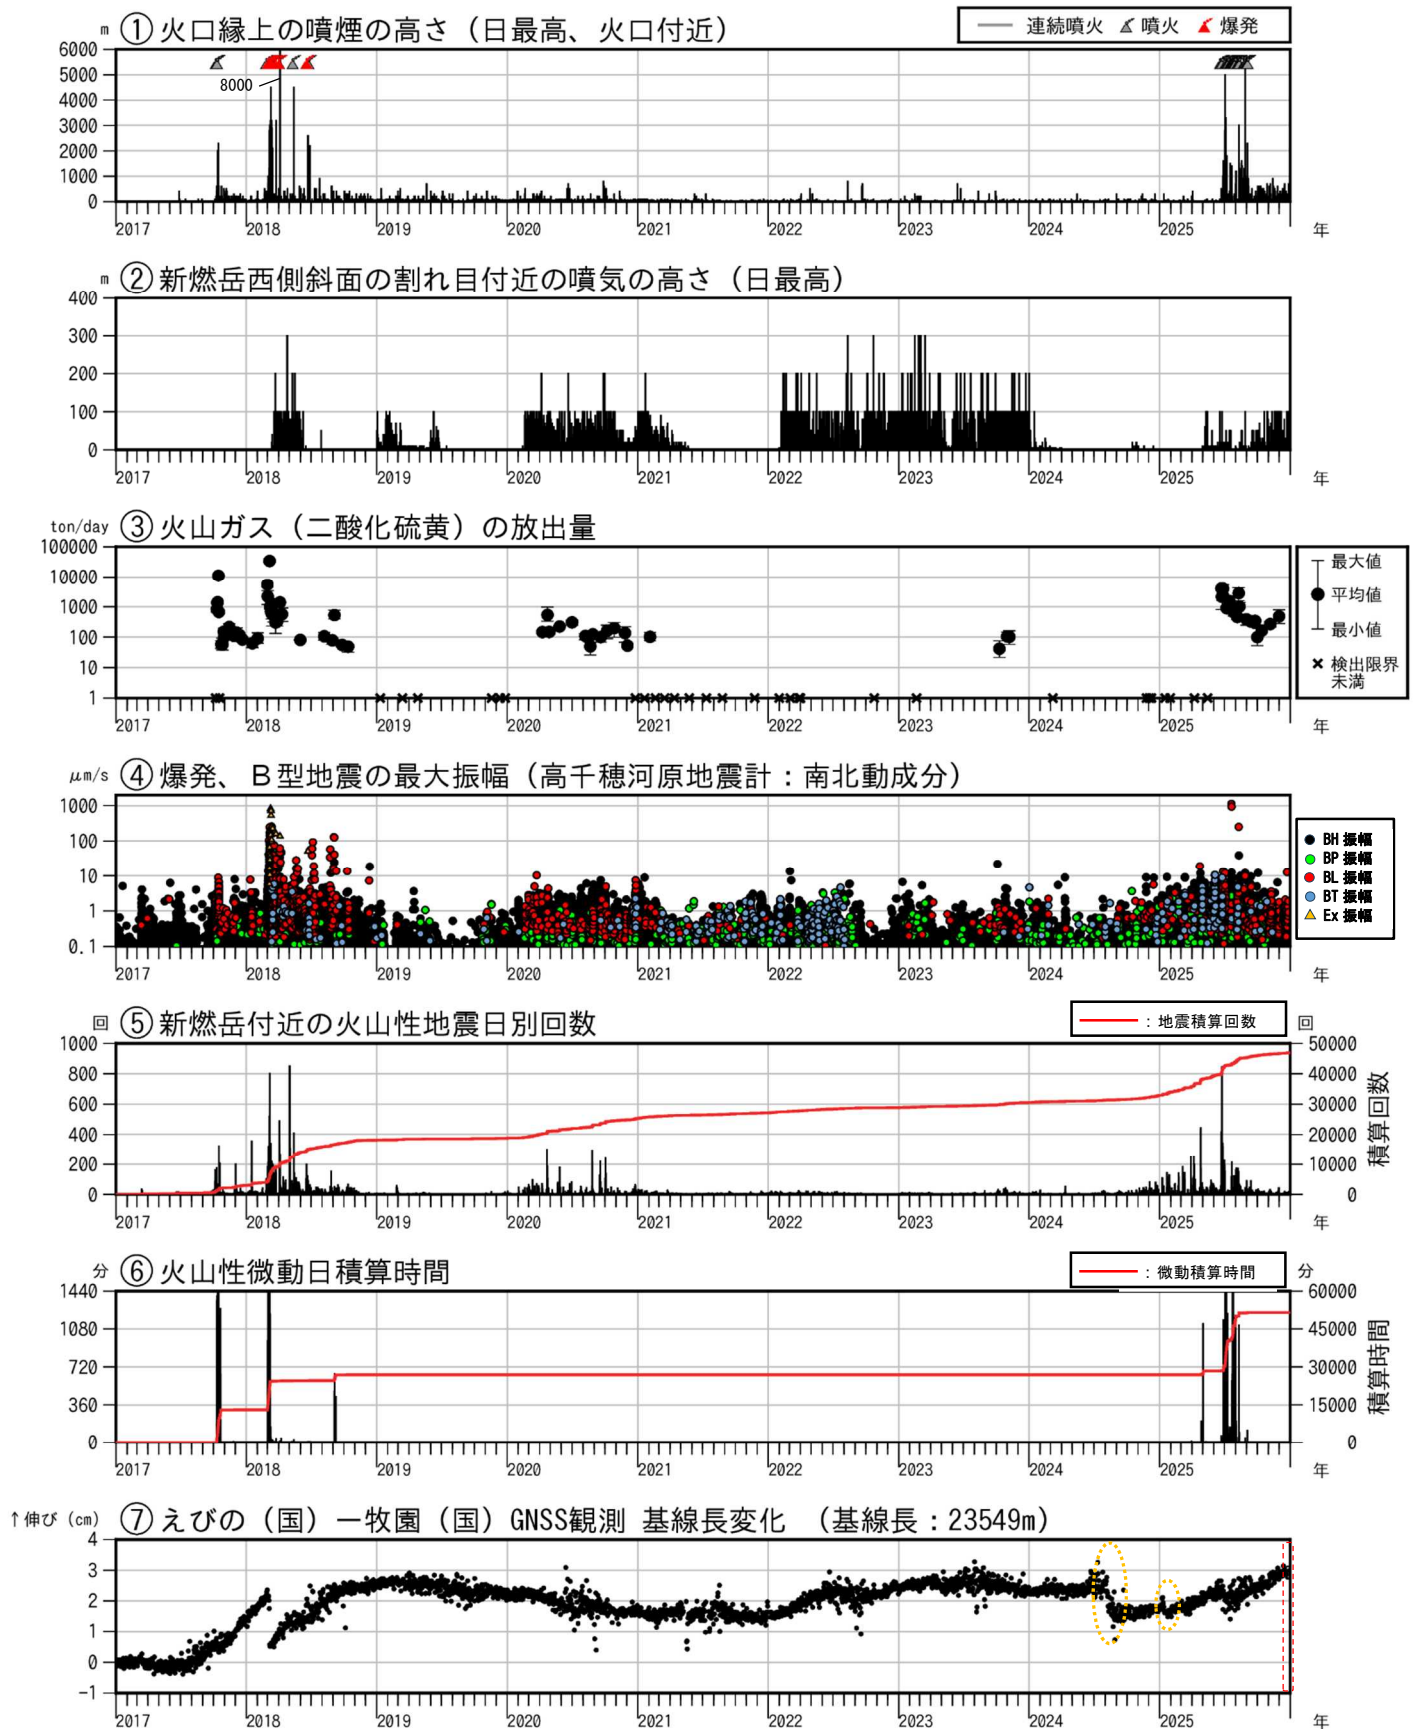 m ①火口縁上の噴煙の高さ（日最高、火口付近）
連続噴火 噴火 爆発
6000
5000
4000
3000
2000
1000
0
8000
2017 2018 2019 2020 2021 2022 2023 2024 2025 年
m ②新燃岳西側斜面の割れ目付近の噴気の高さ（日最高）
400
300
200
100
0
2017 2018 2019 2020 2021 2022 2023 2024 2025 年
ton/day ③火山ガス（二酸化硫黄）の放出量
100000
10000
1000
100
10
1
最大値
平均値
最小値
検出限界
未満
2017 2018 2019 2020 2021 2022 2023 2024 2025 年
μm/s ④爆発、Ｂ型地震の最大振幅（高千穂河原地震計：南北動成分）
1000
100
10
1
0.1
BH 振幅
BP 振幅
BL 振幅
BT 振幅
Ex 振幅
2017 2018 2019 2020 2021 2022 2023 2024 2025 年
回 ⑤新燃岳付近の火山性地震日別回数
：地震積算回数 回
1000
800
600
400
200
0
50000
40000
30000
20000
10000
0
積算回数
2017 2018 2019 2020 2021 2022 2023 2024 2025 年
分 ⑥火山性微動日積算時間
：微動積算時間 分
1440
1080
720
360
0
60000
45000
30000
15000
0
積算時間
2017 2018 2019 2020 2021 2022 2023 2024 2025 年
↑伸び（cm） ⑦えびの（国）－牧園（国）GNSS観測 基線長変化 （基線長：23549m）
4
3
2
1
0
-1
2017 2018 2019 2020 2021 2022 2023 2024 2025 年